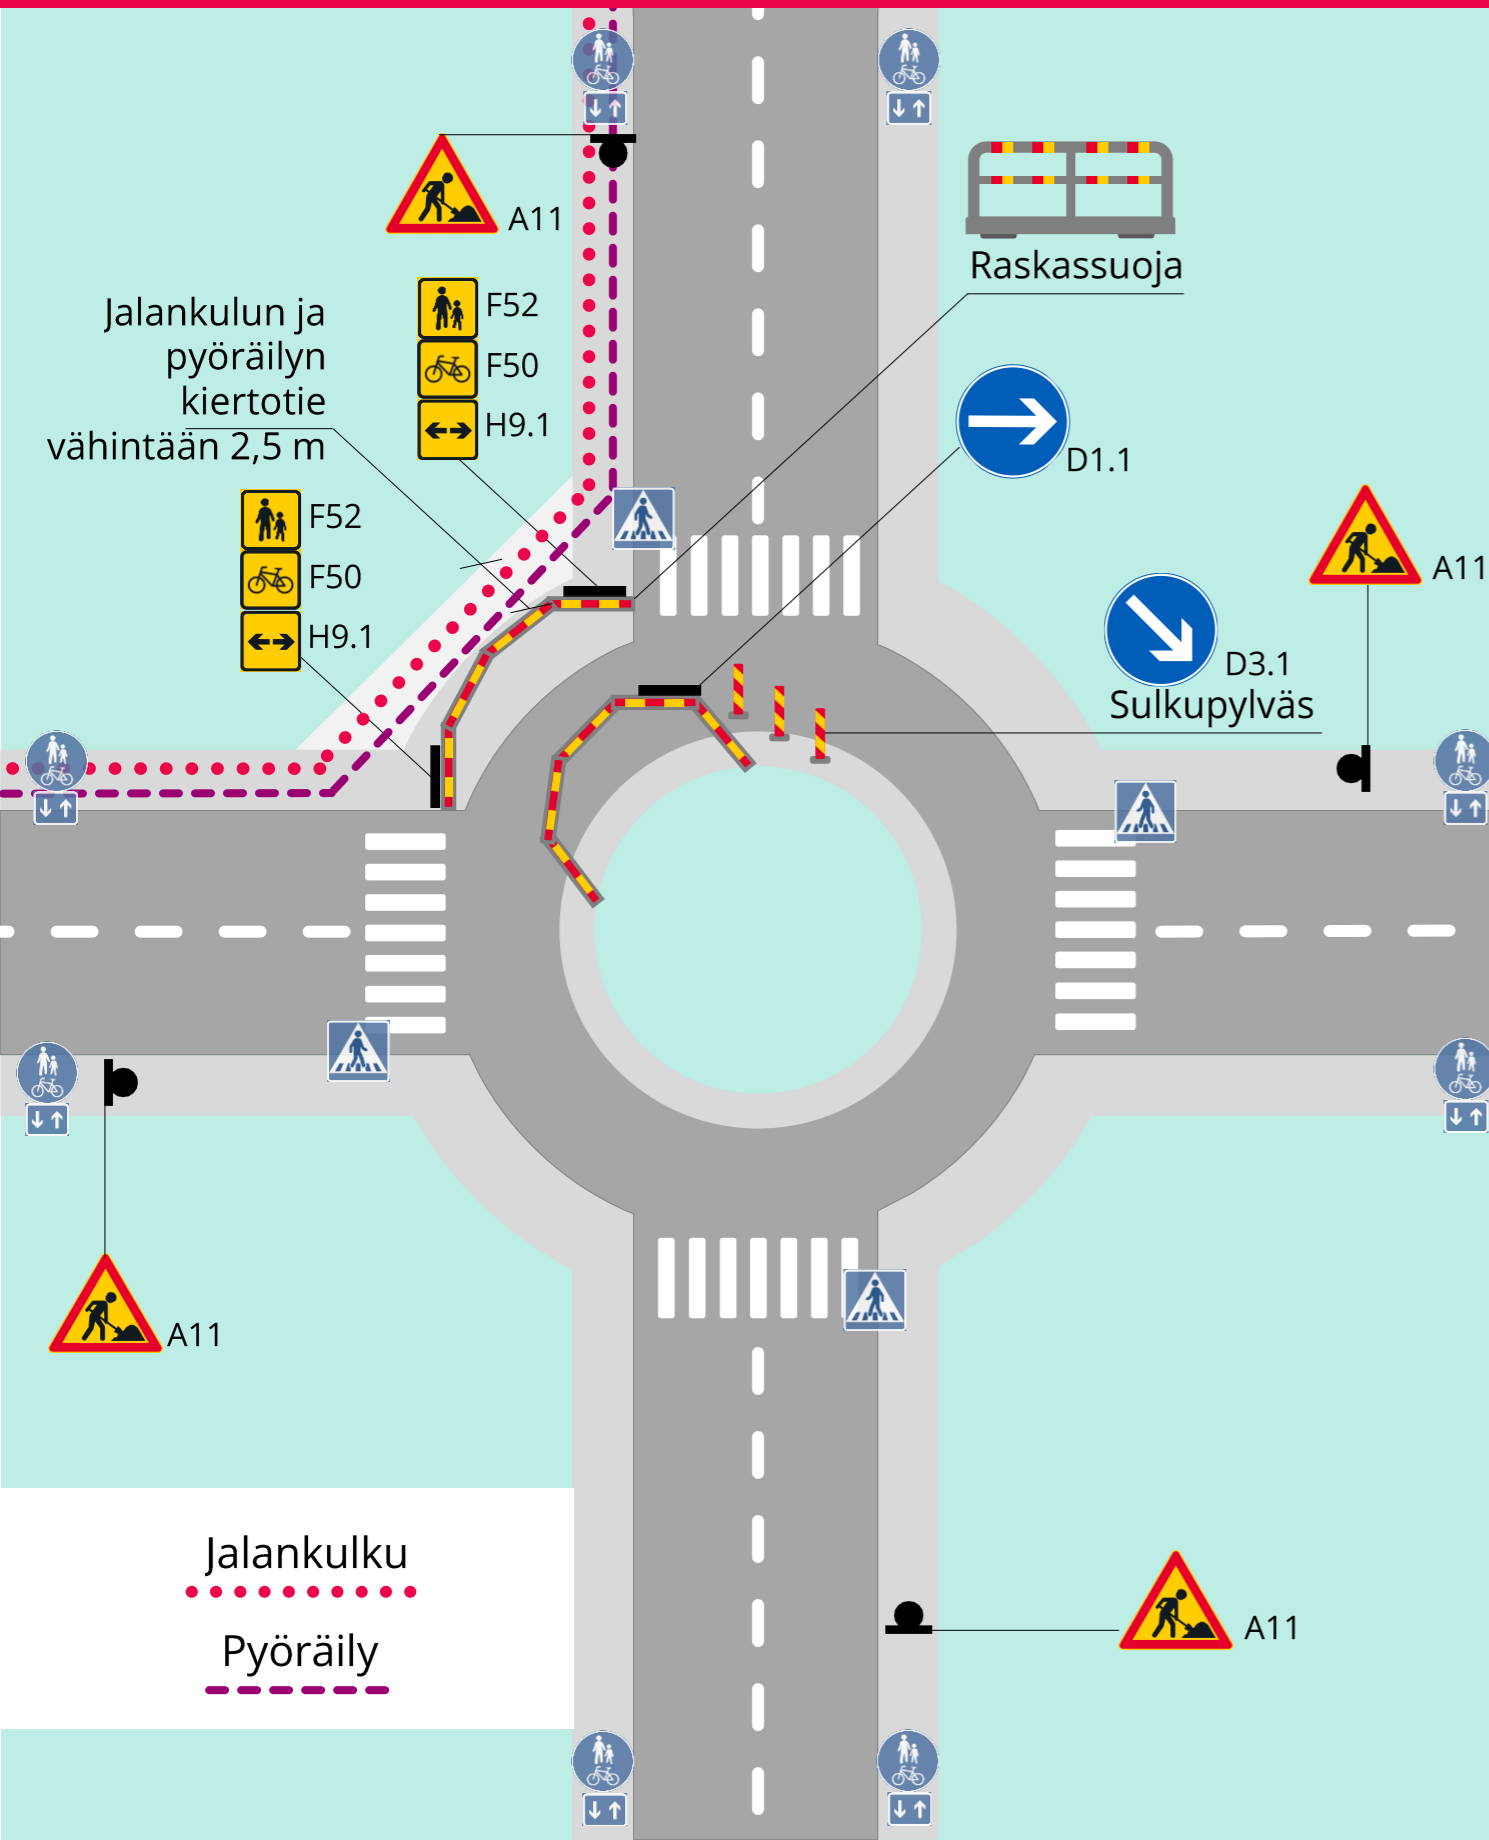 A11
Raskassuoja
Jalankulun ja
pyöräilyn
kiertotie
vähintään 2,5 m
F52
F50
H9.1
D1.1
F52
F50
H9.1
A11
D3.1
Sulkupylväs
A11
Jalankulku
Pyöräily
A11